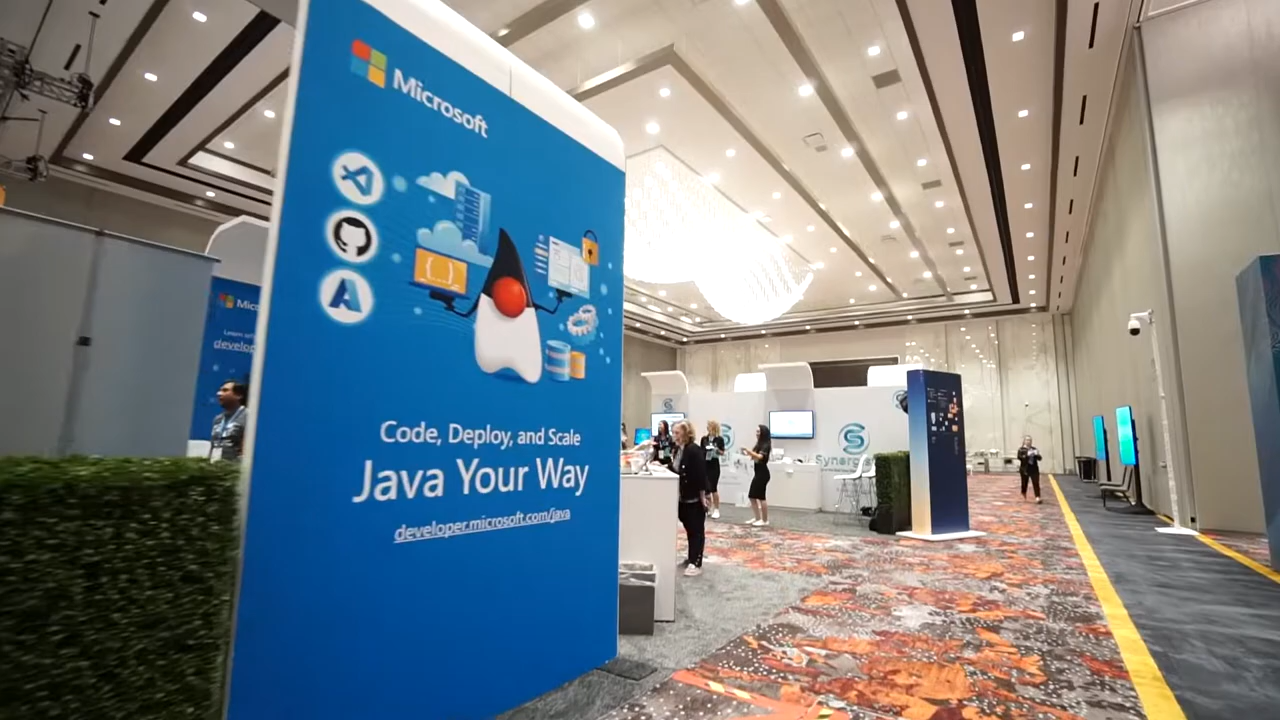 Microsoft
{ }
Code, Deploy, and Scale
Java Your Way
developer.microsoft.com/java